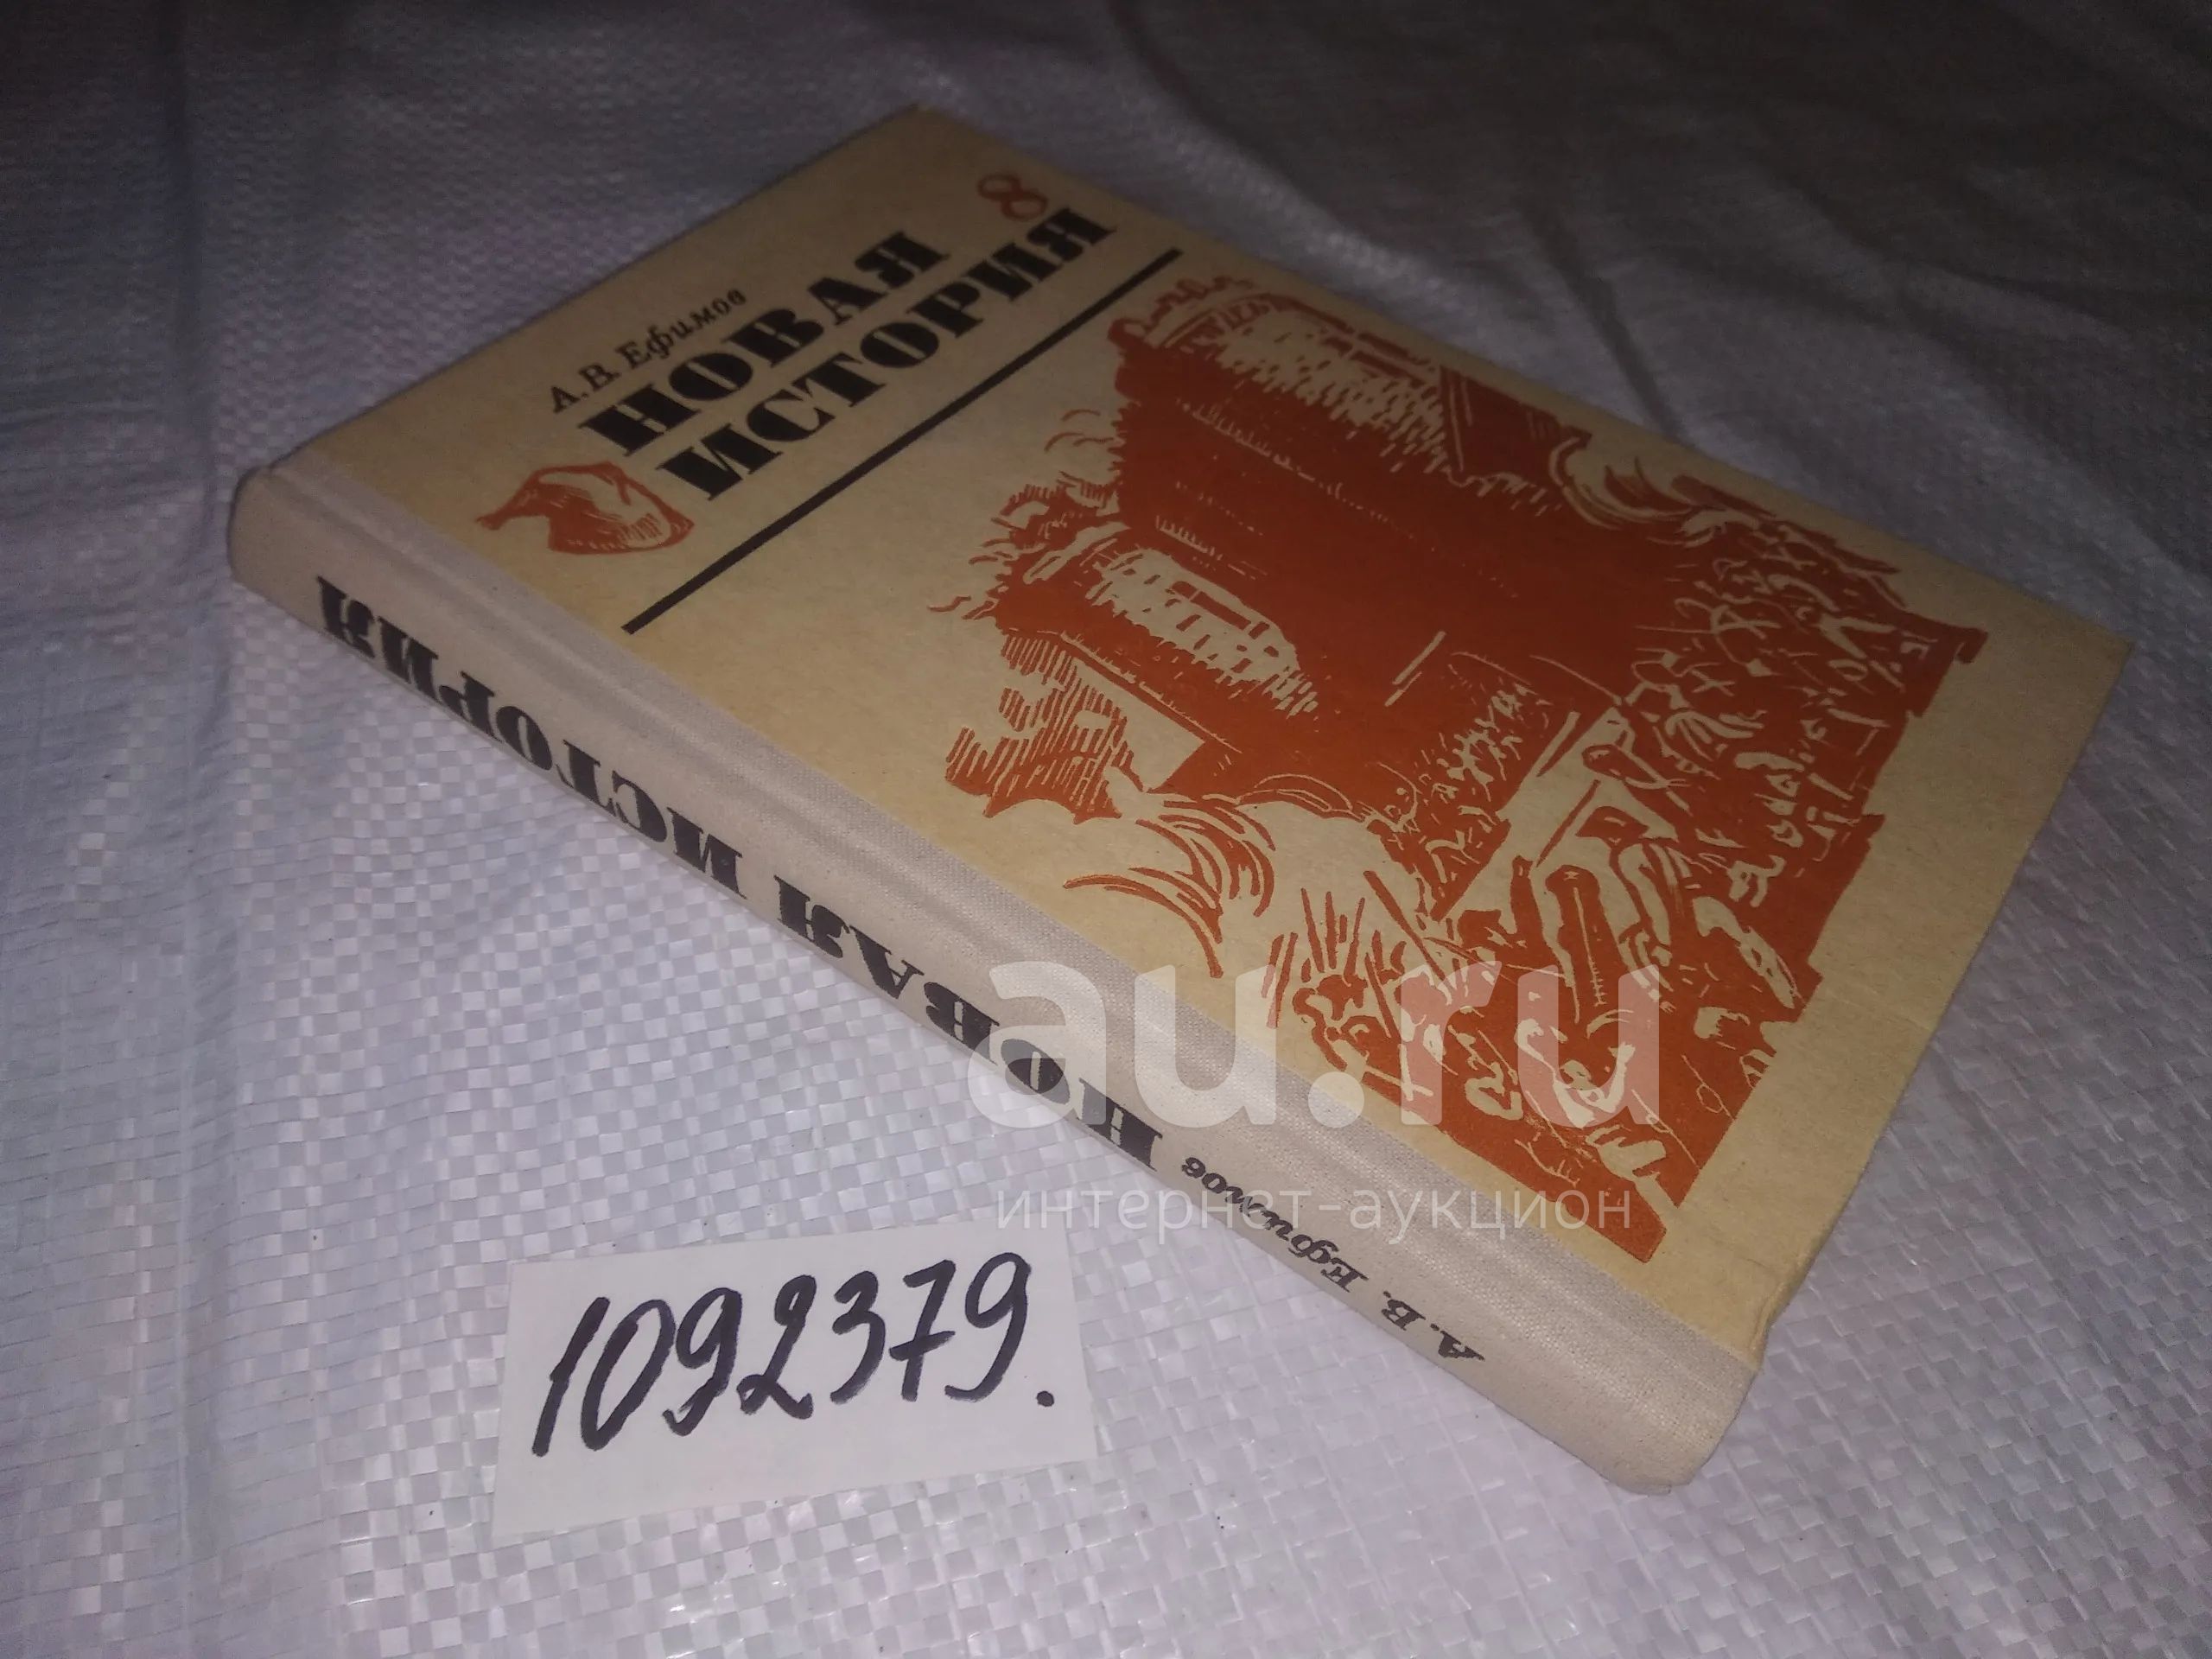 8
А.В. Ефимов
НОВАЯ
ИСТОРИЯ
А. В. Ефимов НОВАЯ ИСТОРИЯ
au.ru
интернет-аукцион
1092379.